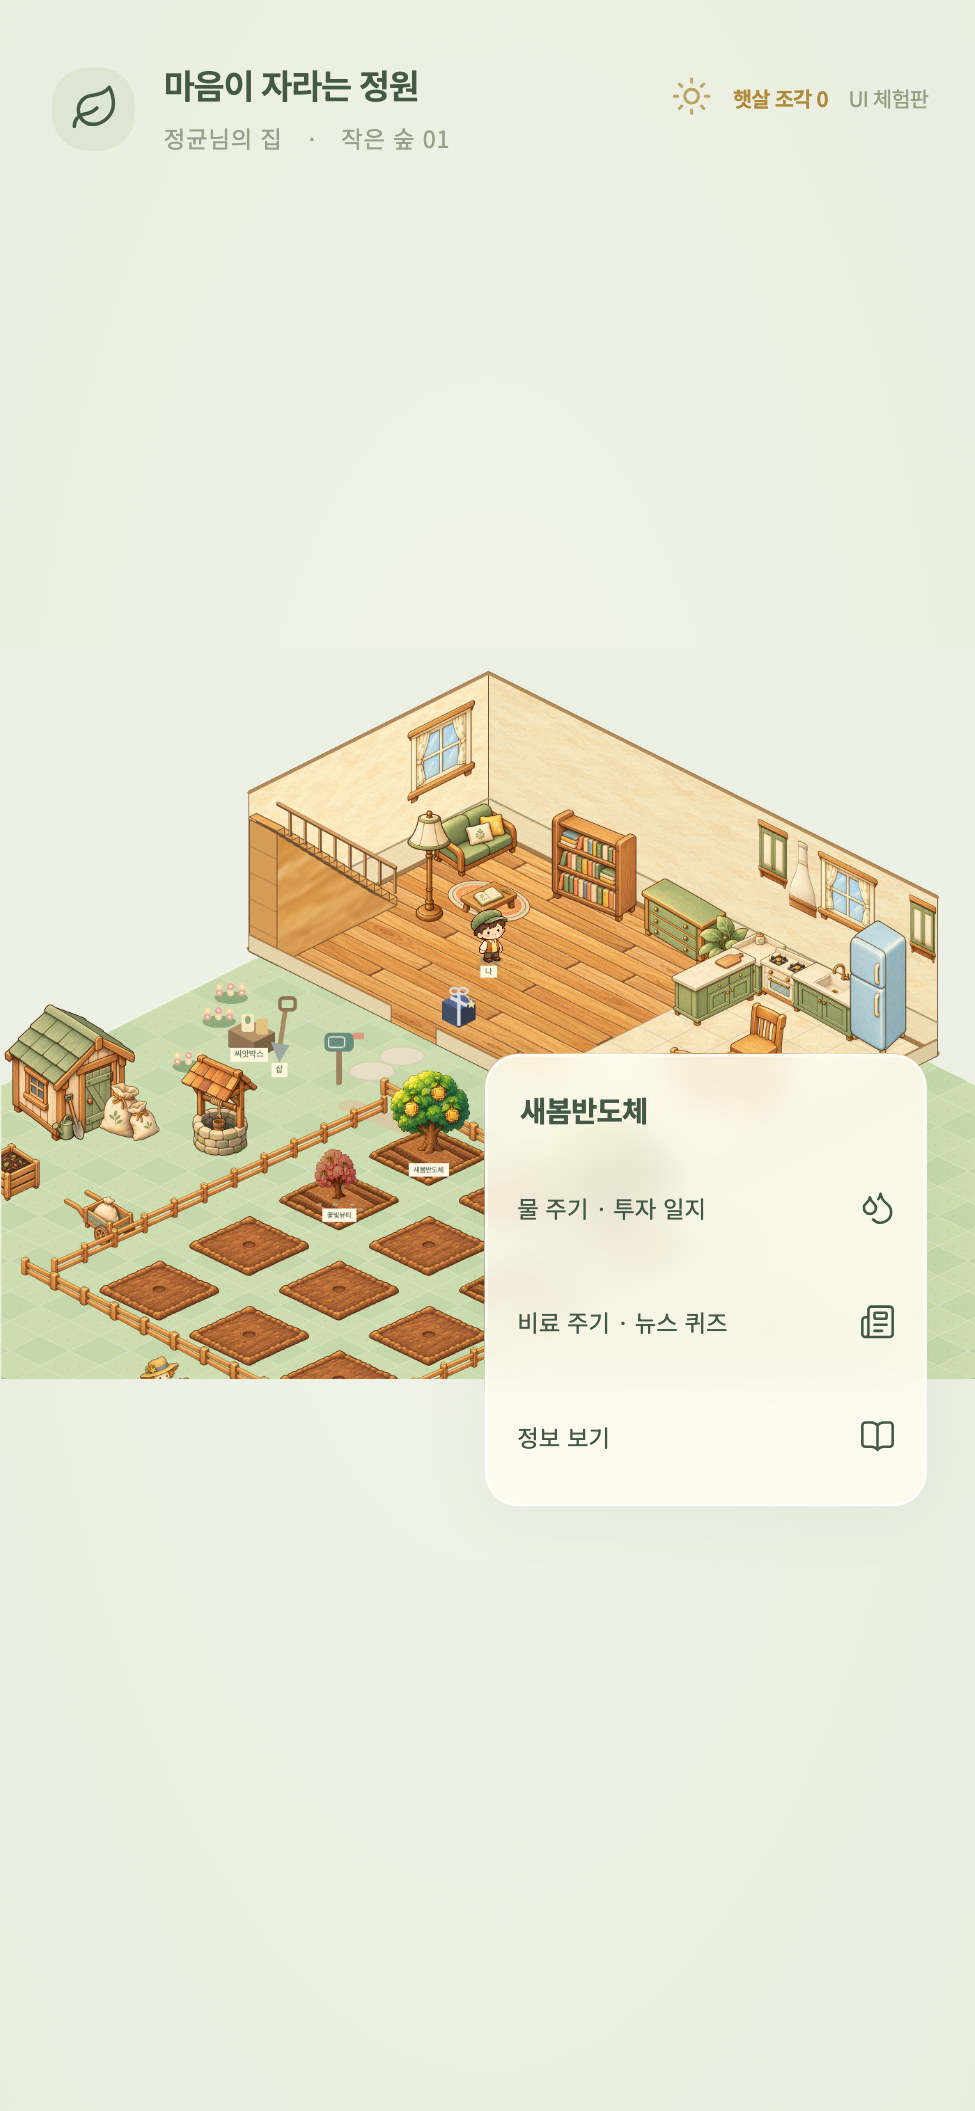 마음이 자라는 정원
정균님의 집 · 작은 숲 01
햇살 조각 0 UI 체험판
나
씨앗박스
삽
새봄반도체
꽃빛뷰티
새봄반도체
물 주기 · 투자 일지
비료 주기 · 뉴스 퀴즈
정보 보기